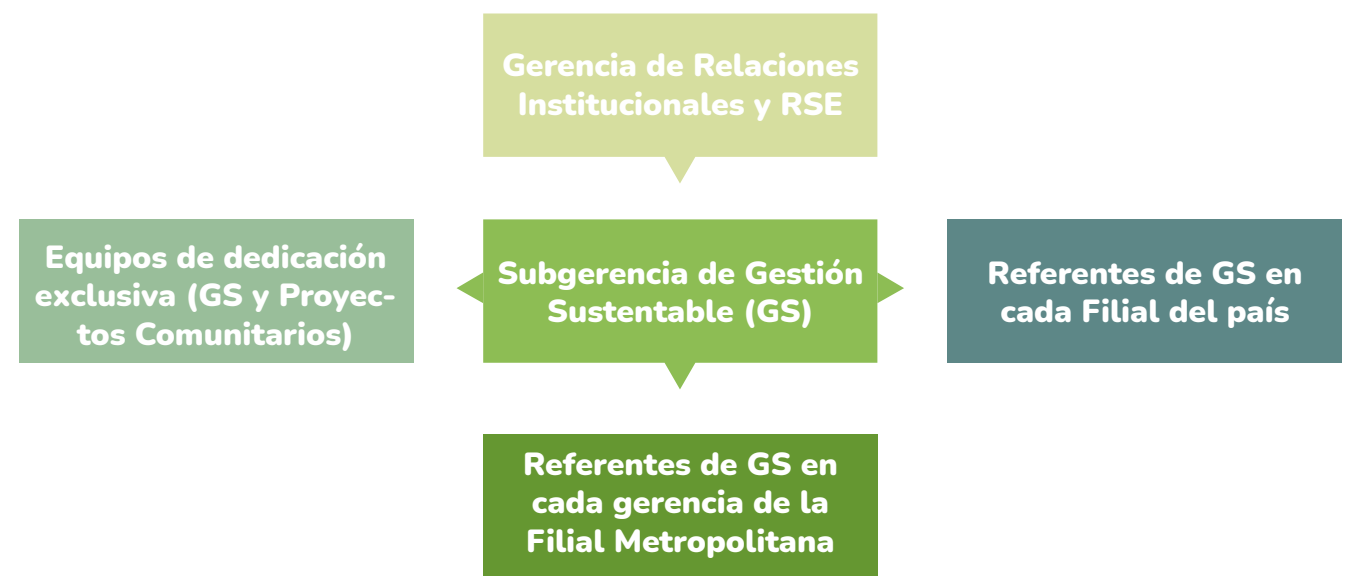 Gerencia de Relaciones
Institucionales y RSE
Equipos de dedicación
exclusiva (GS y Proyec-
tos Comunitarios)
Subgerencia de Gestión
Sustentable (GS)
Referentes de GS en
cada Filial del país
Referentes de GS en
cada gerencia de la
Filial Metropolitana